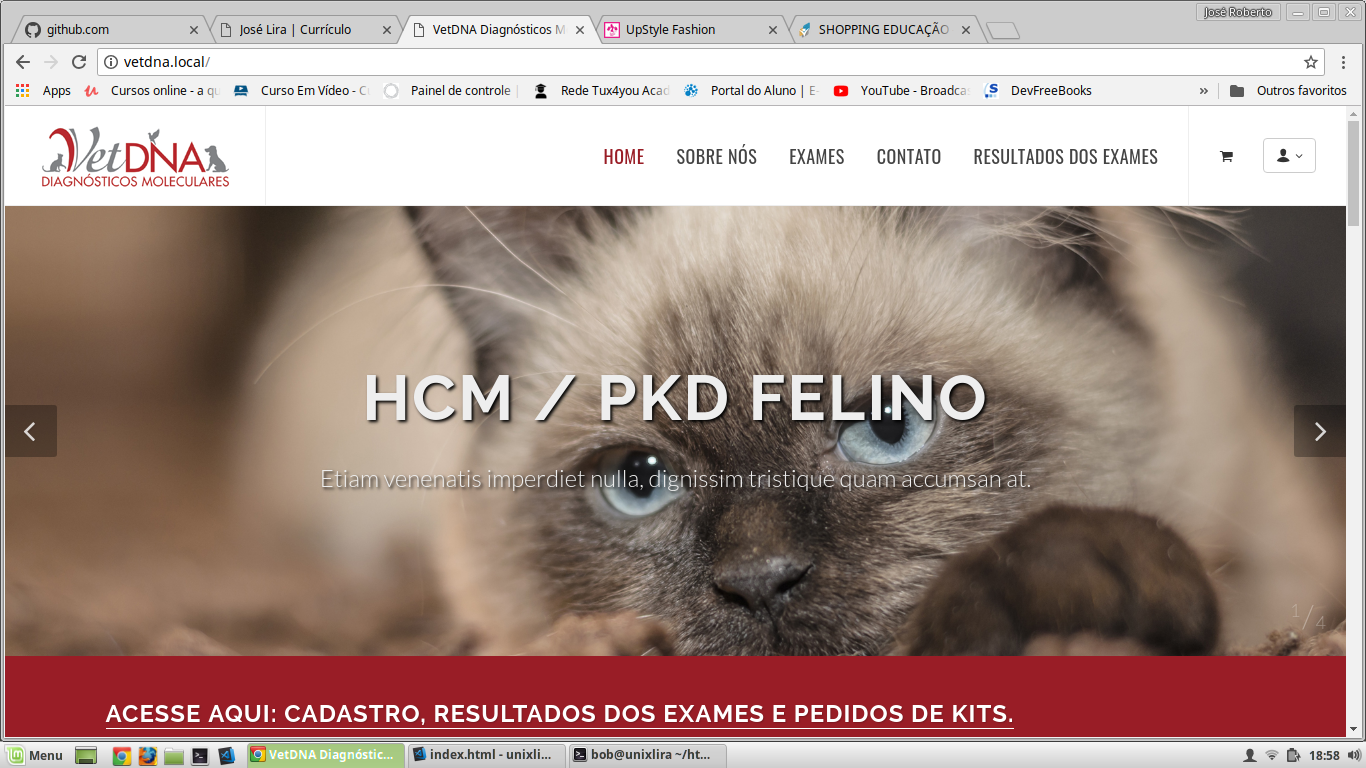 José Roberto
github.com
José Lira | Currículo
VetDNA Diagnósticos M
UpStyle Fashion
SHOPPING EDUCAÇÃO
vetdna.local/
Apps
Cursos online - a qu
Curso Em Vídeo - Cu
Painel de controle |
Rede Tux4you Acad
Portal do Aluno | E-
YouTube - Broadcas
DevFreeBooks
»
Outros favoritos
VetDNA
DIAGNÓSTICOS MOLECULARES
HOME
SOBRE NÓS
EXAMES
CONTATO
RESULTADOS DOS EXAMES
HCM / PKD FELINO
Etiam venenatis imperdiet nulla, dignissim tristique quam accumsan at.
1/4
ACESSE AQUI: CADASTRO, RESULTADOS DOS EXAMES E PEDIDOS DE KITS.
Menu
VetDNA Diagnóstic...
index.html - unixli...
bob@unixlira ~/ht...
18:58